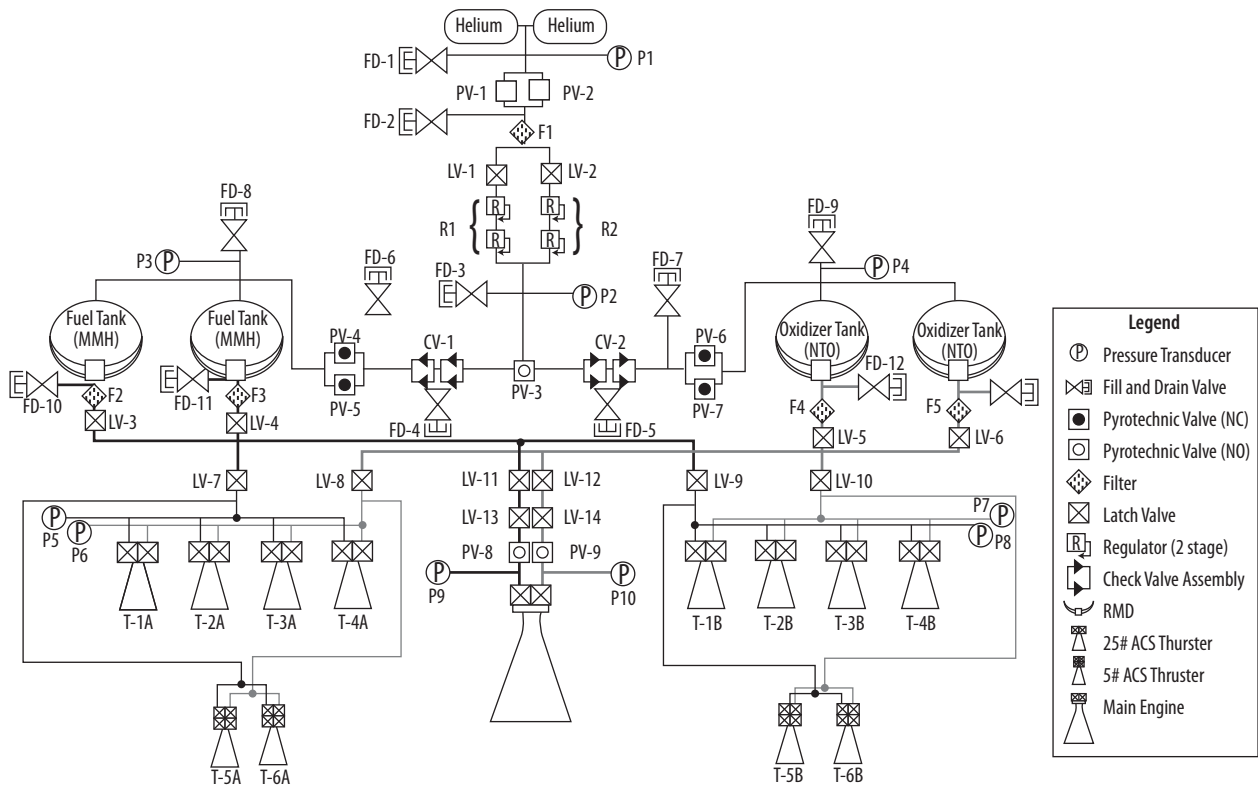 Helium
Helium
FD-1
P
P1
PV-1
PV-2
FD-2
F1
LV-1
LV-2
FD-8
FD-9
R
R
R1
R2
R
R
P3
P
FD-6
FD-3
FD-7
P
P4
P
P2
Fuel Tank
(MMH)
Fuel Tank
(MMH)
Oxidizer Tank
(NTO)
Oxidizer Tank
(NTO)
PV-4
CV-1
CV-2
PV-6
FD-12
PV-3
PV-5
PV-7
FD-10
F2
FD-11
F3
F4
F5
FD-4
FD-5
LV-3
LV-4
LV-5
LV-6
LV-7
LV-8
LV-11
LV-12
LV-9
LV-10
P
P5
P
P6
LV-13
LV-14
P7
P
P
P8
PV-8
PV-9
P
P9
P
P10
T-1A
T-2A
T-3A
T-4A
T-1B
T-2B
T-3B
T-4B
T-5A
T-6A
T-5B
T-6B
Legend
P
Pressure Transducer
Fill and Drain Valve
Pyrotechnic Valve (NC)
Pyrotechnic Valve (NO)
Filter
Latch Valve
R
Regulator (2 stage)
Check Valve Assembly
RMD
25# ACS Thurster
5# ACS Thruster
Main Engine